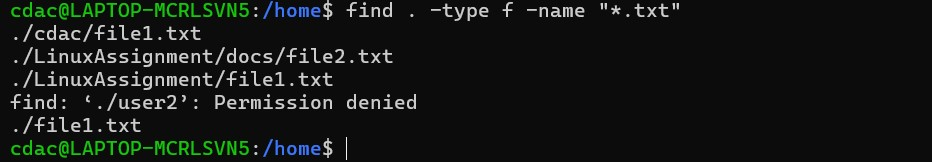 cdac@LAPTOP-MCRLSVN5:/home$ find . -type f -name "*.txt"
./cdac/file1.txt
./LinuxAssignment/docs/file2.txt
./LinuxAssignment/file1.txt
find: ‘./user2’: Permission denied
./file1.txt
cdac@LAPTOP-MCRLSVN5:/home$